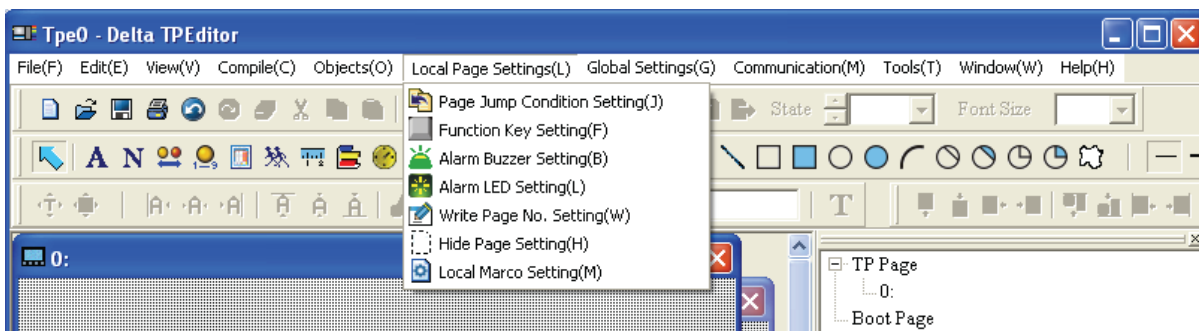 Tpe0 - Delta TPEditor
File(F) Edit(E) View(V) Compile(C) Objects(O) Local Page Settings(L) Global Settings(G) Communication(M) Tools(T) Window(W) Help(H)
Page Jump Condition Setting(J)
State Font Size
Function Key Setting(F)
A N
Alarm Buzzer Setting(B)
Alarm LED Setting(L)
A A A A A A T
Write Page No. Setting(W)
Hide Page Setting(H)
0:
TP Page
Local Marco Setting(M)
0:
Boot Page